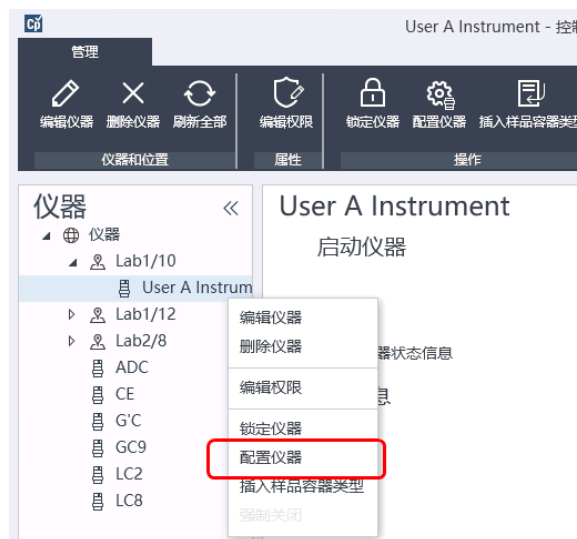 User A Instrument - 控制
管理
编辑仪器 删除仪器 刷新全部 编辑权限 锁定仪器 配置仪器 插入样品容器类型
仪器和位置 属性 操作
仪器
仪器
Lab1/10
User A Instrum
Lab1/12
Lab2/8
ADC
CE
G'C
GC9
LC2
LC8
User A Instrument
启动仪器
器状态信息
息
编辑仪器
删除仪器
编辑权限
锁定仪器
配置仪器
插入样品容器类型
强制关闭